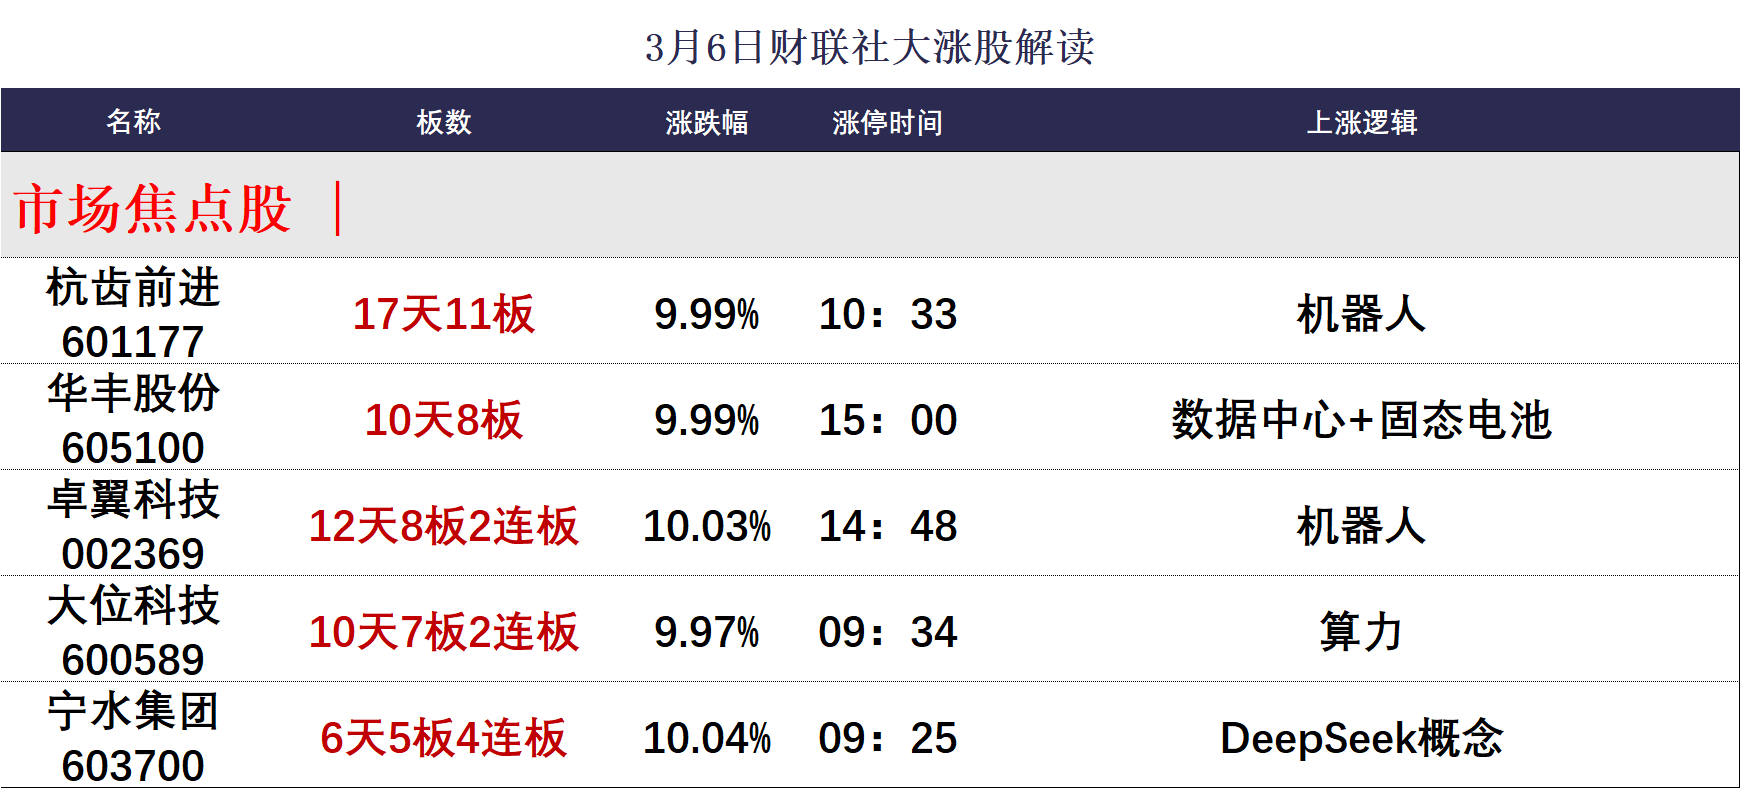 3月6日财联社大涨股解读
名称 板数 涨跌幅 涨停时间 上涨逻辑
市场焦点股 |
杭齿前进
601177 17天11板 9.99% 10：33 机器人
华丰股份
605100 10天8板 9.99% 15：00 数据中心+固态电池
卓翼科技
002369 12天8板2连板 10.03% 14：48 机器人
大位科技
600589 10天7板2连板 9.97% 09：34 算力
宁水集团
603700 6天5板4连板 10.04% 09：25 DeepSeek概念